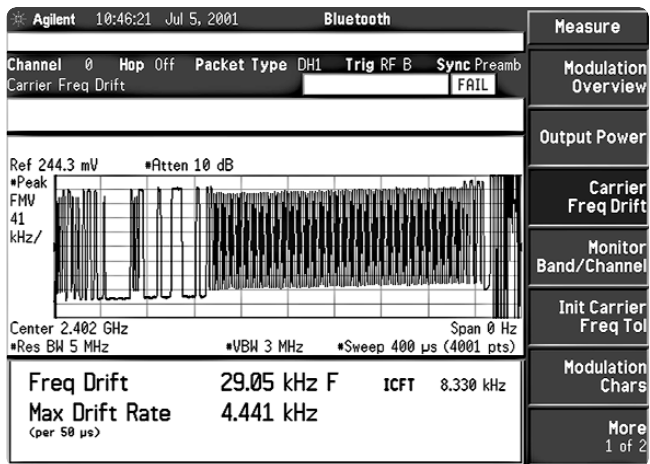 Agilent 10:46:21 Jul 5, 2001 Bluetooth
Measure
Channel 0 Hop Off Packet Type DH1 Trig RF B Sync Preamb
Carrier Freq Drift FAIL
Modulation
Overview
Output Power
Ref 244.3 mV *Atten 10 dB
*Peak
FMV
41
kHz/
Carrier
Freq Drift
Monitor
Band/Channel
Init Carrier
Freq Tol
Center 2.402 GHz Span 0 Hz
*Res BW 5 MHz *VBW 3 MHz *Sweep 400 µs (4001 pts)
Freq Drift 29.05 kHz F ICFT 8.330 kHz
Max Drift Rate 4.441 kHz
(per 50 µs)
Modulation
Chars
More
1 of 2